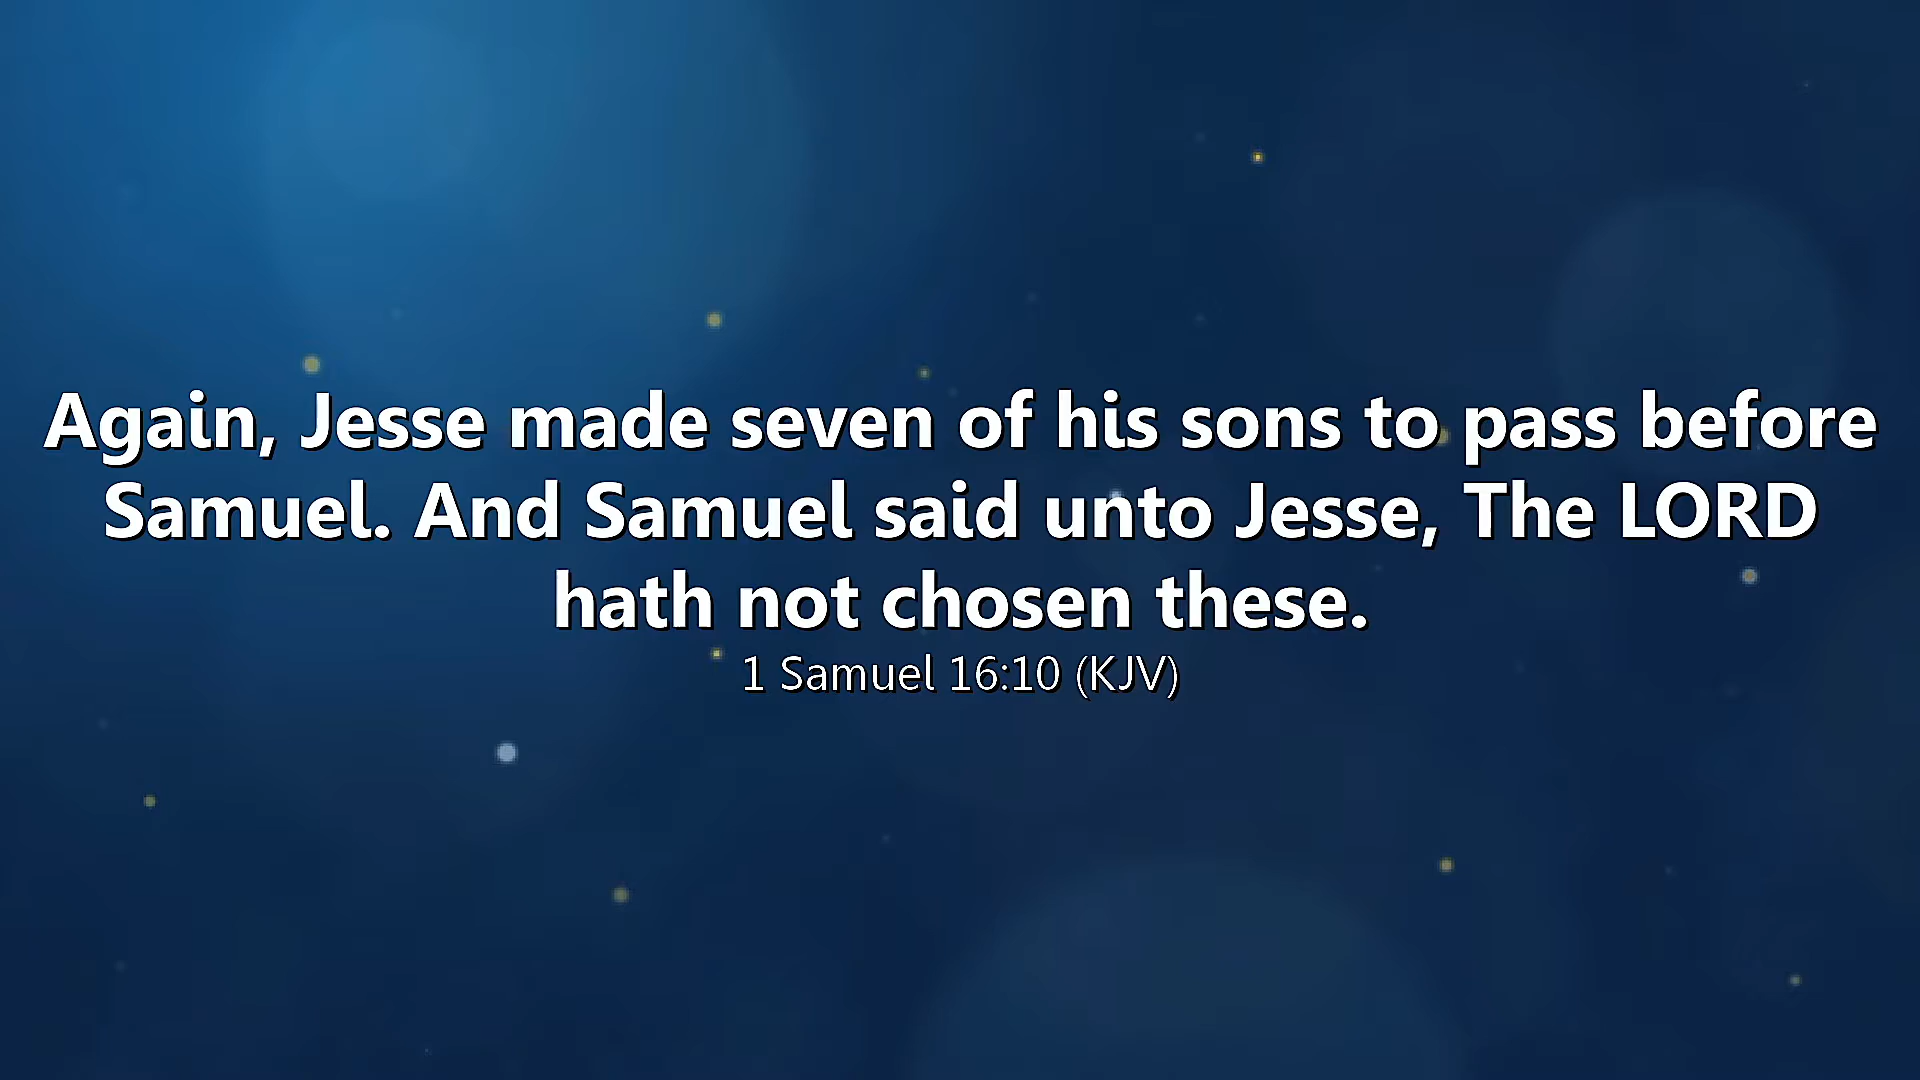 Again, Jesse made seven of his sons to pass before
Samuel. And Samuel said unto Jesse, The LORD
hath not chosen these.
1 Samuel 16:10 (KJV)